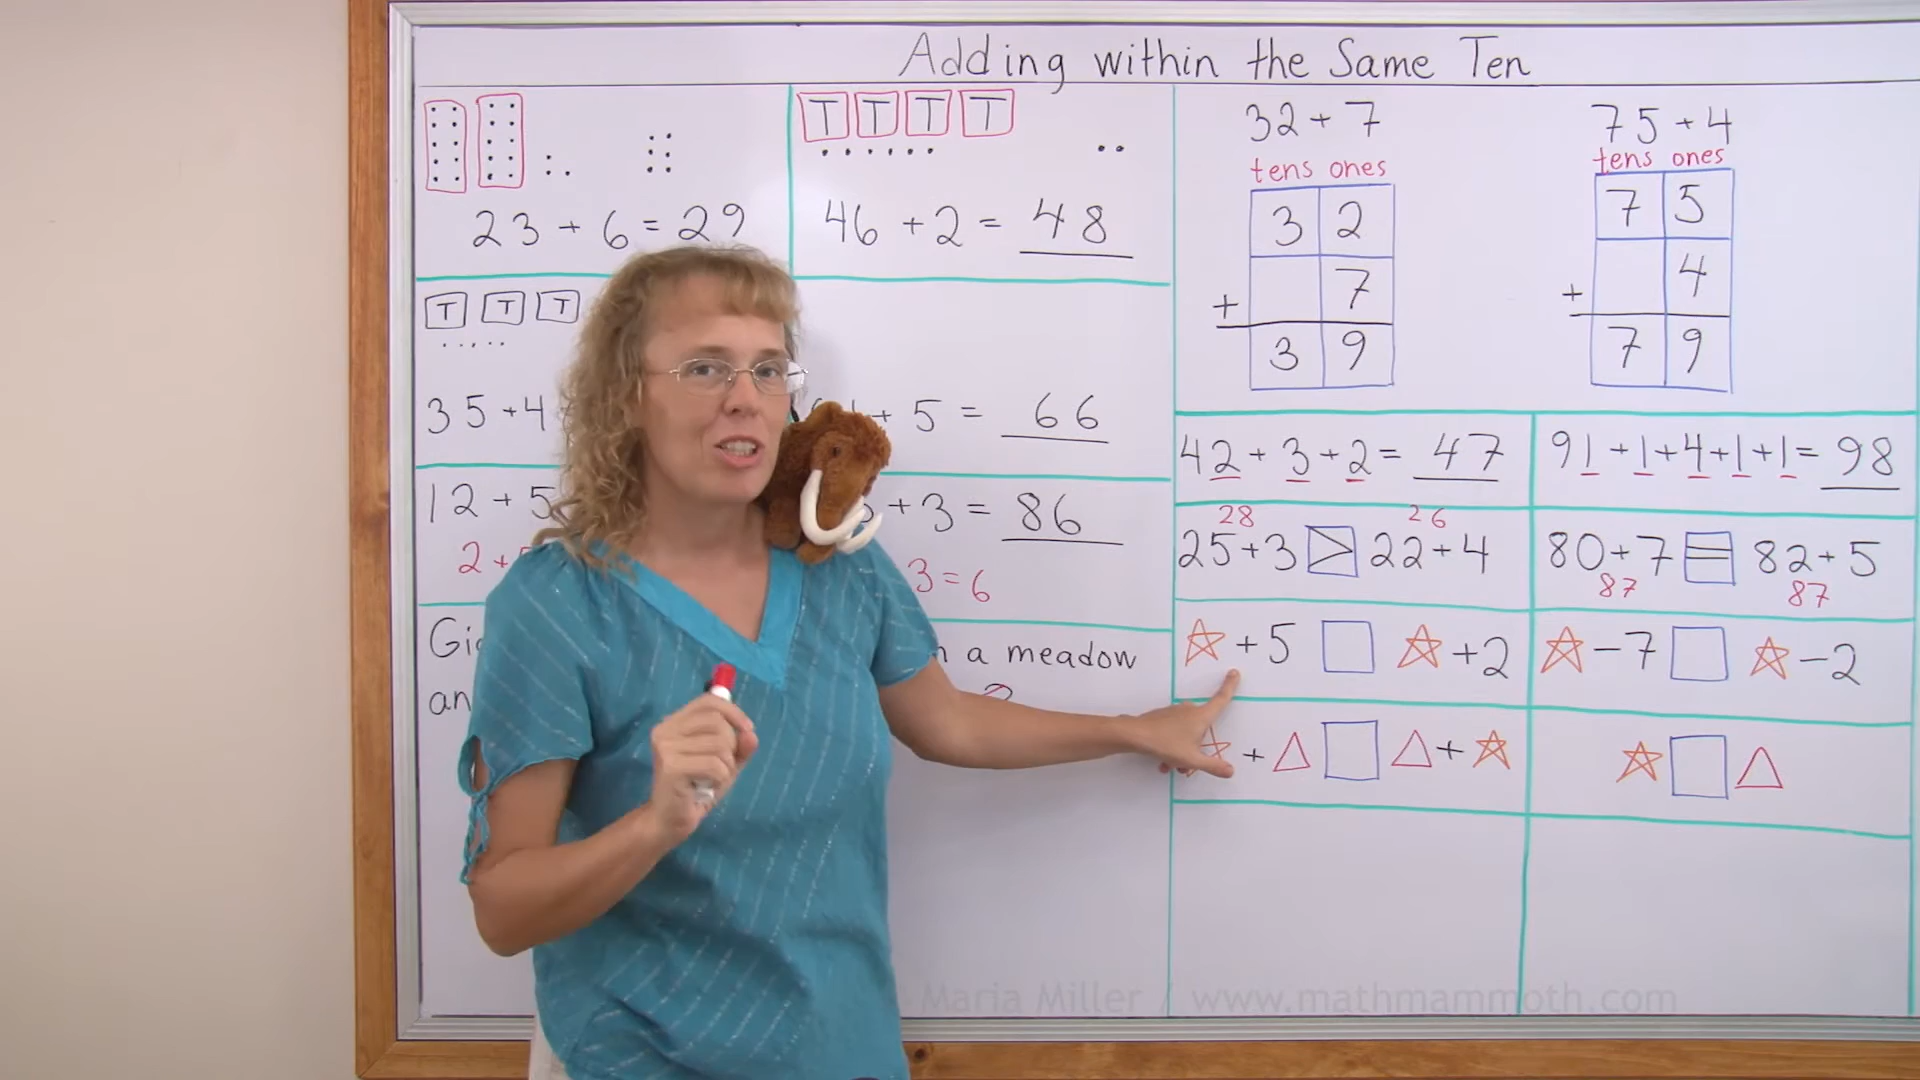 Adding within the Same Ten
23 + 6 = 29
T T T T
46 + 2 = 48
T T T
35 + 4
+ 5 = 66
12 + 5
2 +
+ 3 = 86
3 = 6
a meadow
an
32 + 7
tens ones
3 2
+ 7
3 9
75 + 4
tens ones
7 5
+ 4
7 9
42 + 3 + 2 = 47
91 + 1 + 4 + 1 + 1 = 98
28 26
25 + 3 > 22 + 4
80 + 7 = 82 + 5
87 87
☆ + 5 □ ☆ + 2
☆ − 7 □ ☆ − 2
☆ + △ □ △ + ☆
☆ □ △
Maria Miller / www.mathmammoth.com